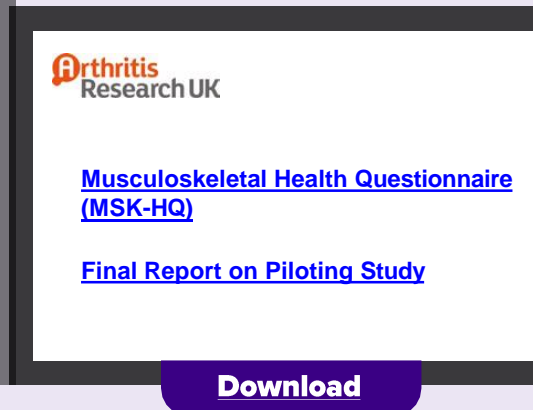 Arthritis
Research UK
Musculoskeletal Health Questionnaire
(MSK-HQ)
Final Report on Piloting Study
Download